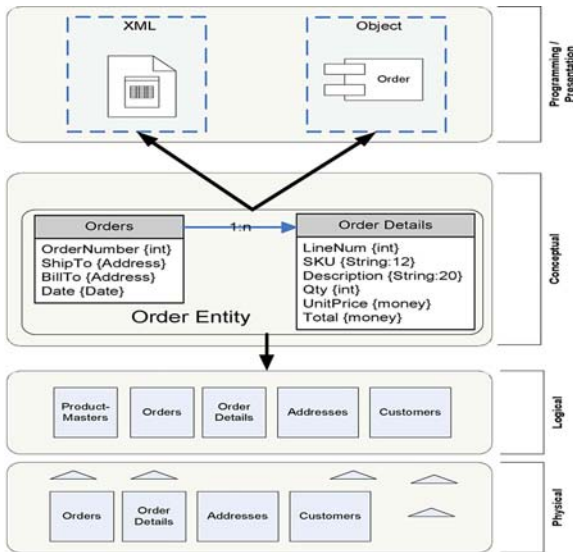 XML
Object
Order
Programming /
Presentation
Orders
1:n
Order Details
OrderNumber {int}
ShipTo {Address}
BillTo {Address}
Date {Date}
LineNum {int}
SKU {String:12}
Description {String:20}
Qty {int}
UnitPrice {money}
Total {money}
Order Entity
Conceptual
Product-
Masters
Orders
Order
Details
Addresses
Customers
Logical
Orders
Order
Details
Addresses
Customers
Physical